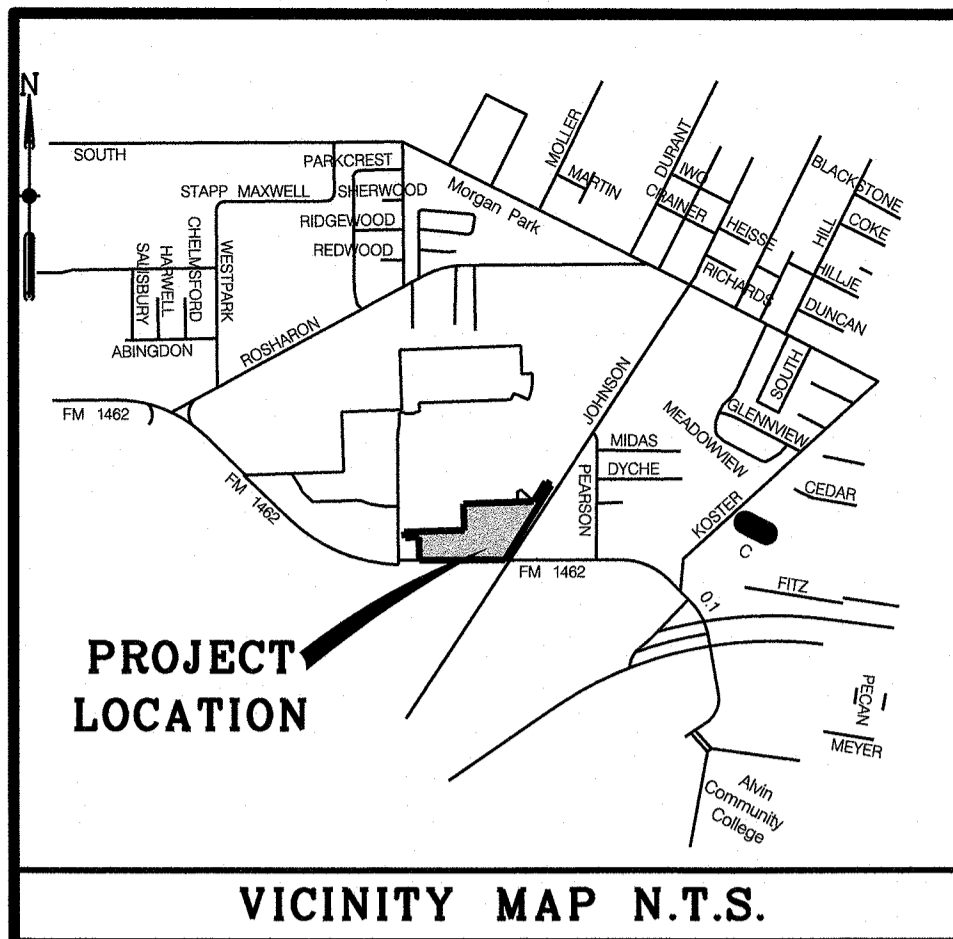 N
SOUTH
PARKCREST
STAPP MAXWELL
SHERWOOD
RIDGEWOOD
REDWOOD
Morgan Park
MOLLER
MARTIN
DURANT
IWO
CRAINER
HEISSE
RICHARDS
BLACKSTONE
COKE
HILL
HILLJE
DUNCAN
SOUTH
SALISBURY
HARWELL
CHELMSFORD
WESTPARK
ABINGDON
ROSHARON
FM 1462
FM 1462
JOHNSON
MIDAS
DYCHE
PEARSON
MEADOWVIEW
GLENNVIEW
KOSTER
CEDAR
C
FM 1462
FITZ
0.1
PECAN
MEYER
Alvin
Community
College
PROJECT
LOCATION
VICINITY MAP N.T.S.